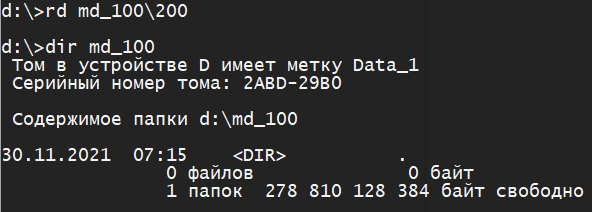 d:\>rd md_100\200
d:\>dir md_100
Том в устройстве D имеет метку Data_1
Серийный номер тома: 2ABD-29B0
Содержимое папки d:\md_100
30.11.2021  07:15    <DIR>          .
0 файлов              0 байт
1 папок  278 810 128 384 байт свободно